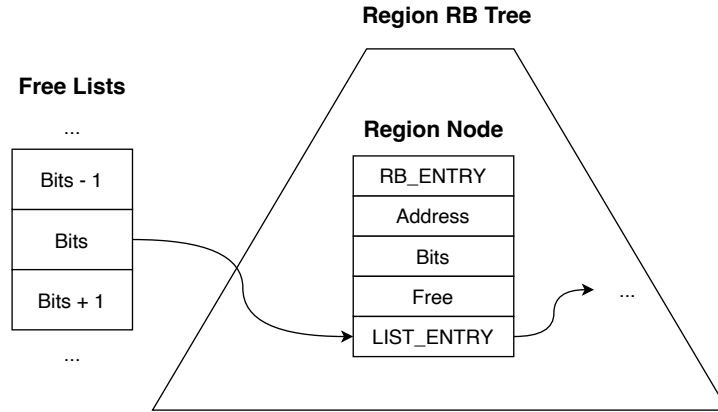 Region RB Tree
Free Lists
...
Bits - 1
Bits
Bits + 1
...
Region Node
RB_ENTRY
Address
Bits
Free
LIST_ENTRY
...